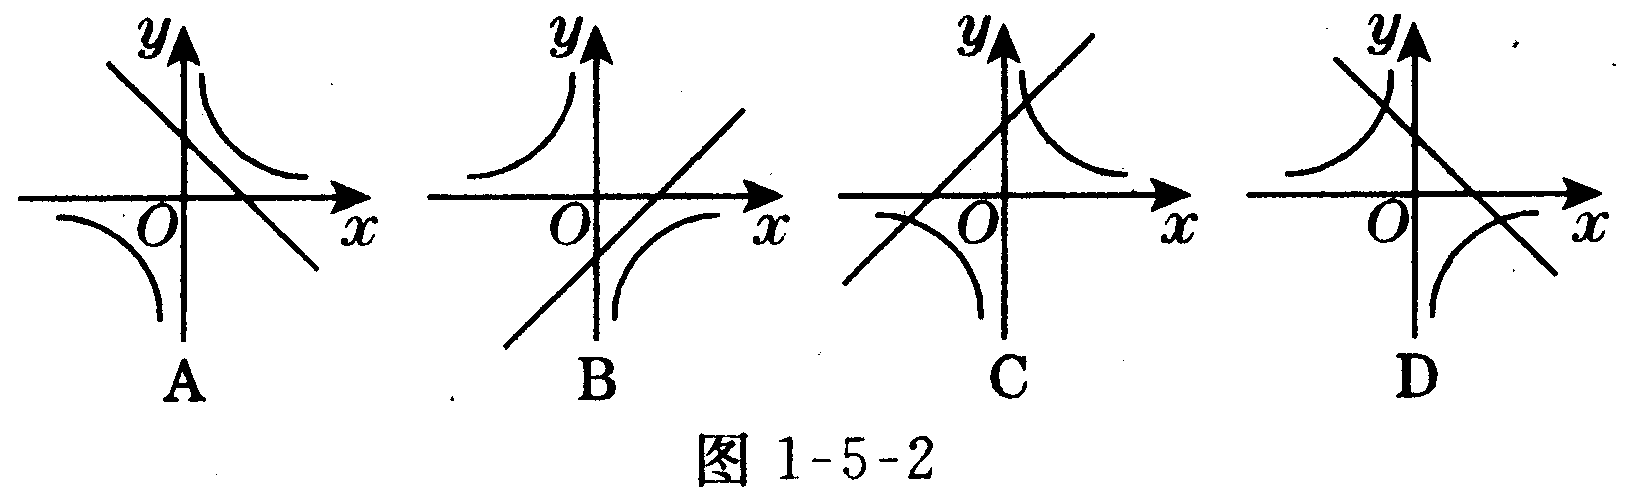 y y y y
O x O x O x O x
A B C D
图 1-5-2